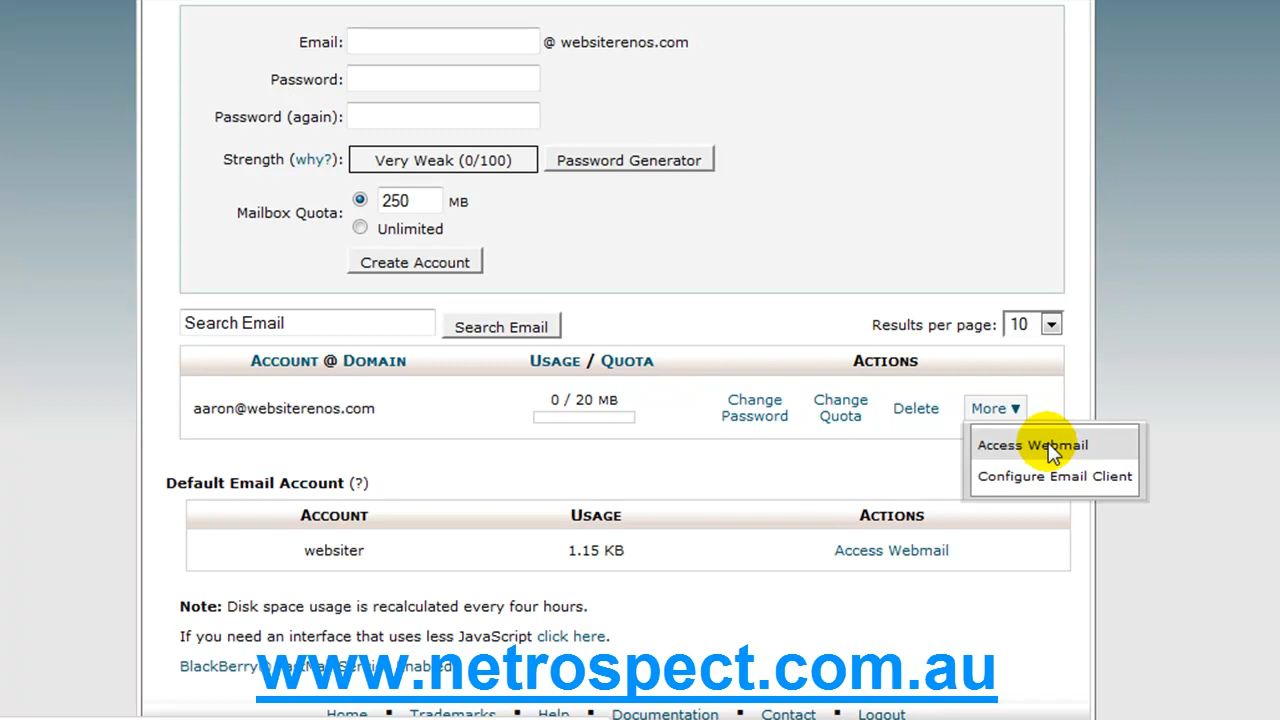 Email: @ websiterenos.com
Password:
Password (again):
Strength (why?): Very Weak (0/100) Password Generator
Mailbox Quota: 250 MB
Unlimited
Create Account
Search Email Search Email Results per page: 10
ACCOUNT @ DOMAIN USAGE / QUOTA ACTIONS
aaron@websiterenos.com 0 / 20 MB Change Password Change Quota Delete More ▼
Access Webmail
Configure Email Client
Default Email Account (?)
ACCOUNT USAGE ACTIONS
websiter 1.15 KB Access Webmail
Note: Disk space usage is recalculated every four hours.
If you need an interface that uses less JavaScript click here.
BlackBerry® Enabled
www.netrospect.com.au
Home ▪ Trademarks ▪ Help ▪ Documentation ▪ Contact ▪ Logout